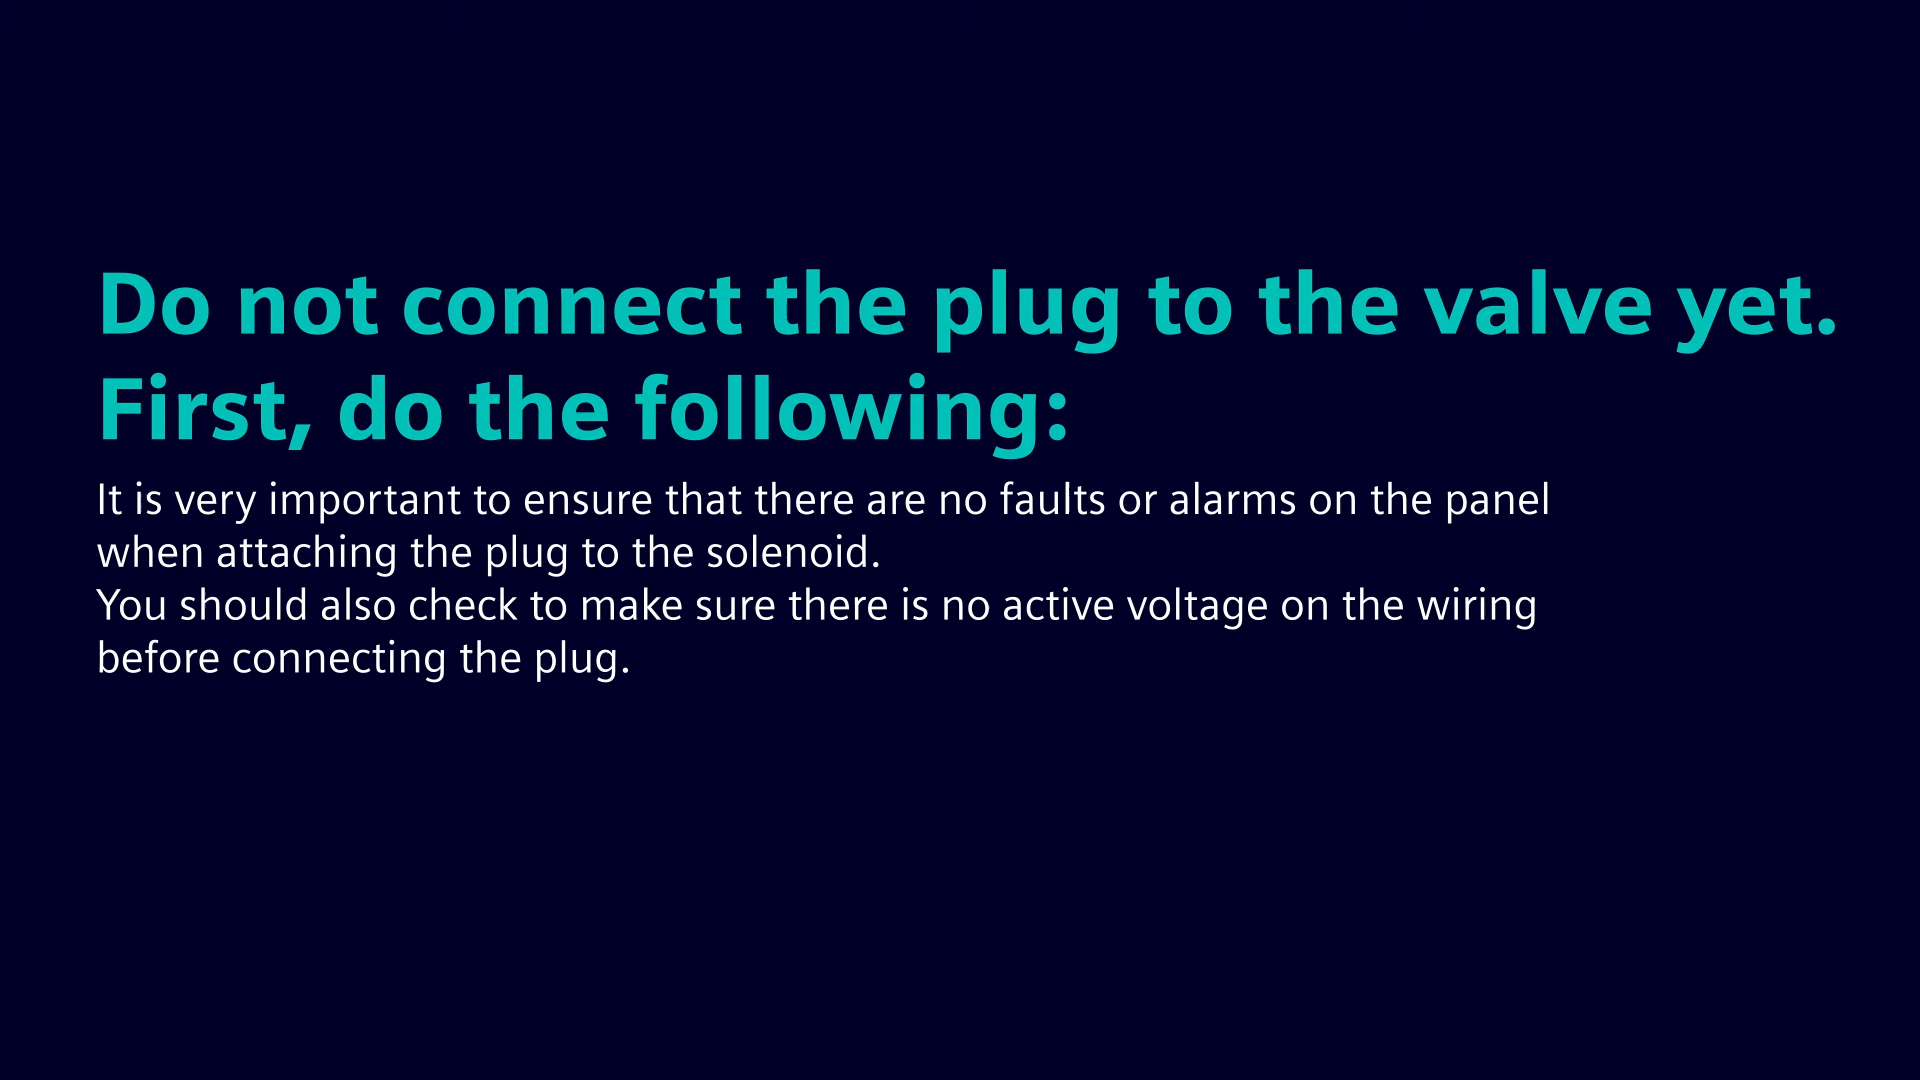 Do not connect the plug to the valve yet.
First, do the following:
It is very important to ensure that there are no faults or alarms on the panel
when attaching the plug to the solenoid.
You should also check to make sure there is no active voltage on the wiring
before connecting the plug.